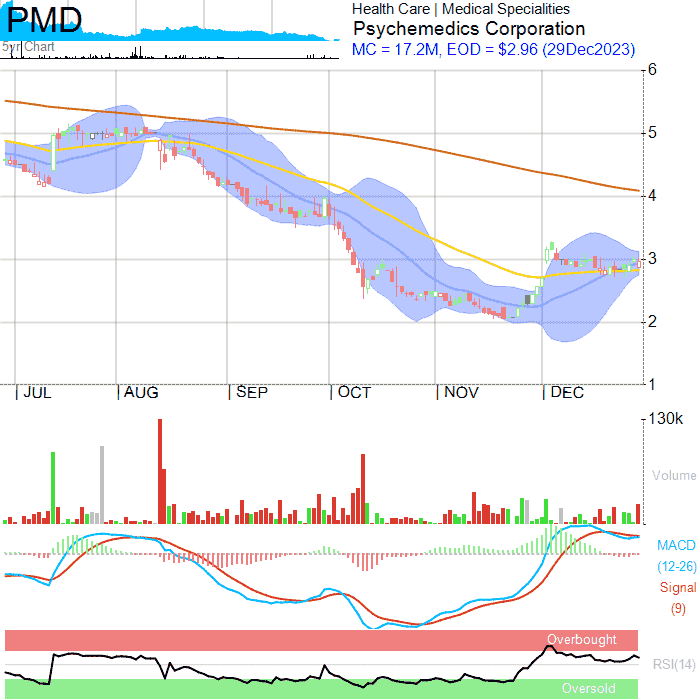 PMD
5yr Chart
Health Care | Medical Specialities
Psychemedics Corporation
MC = 17.2M, EOD = $2.96 (29Dec2023)
6
5
4
3
2
1
JUL AUG SEP OCT NOV DEC
130k
Volume
MACD
(12-26)
Signal
(9)
Overbought
RSI(14)
Oversold